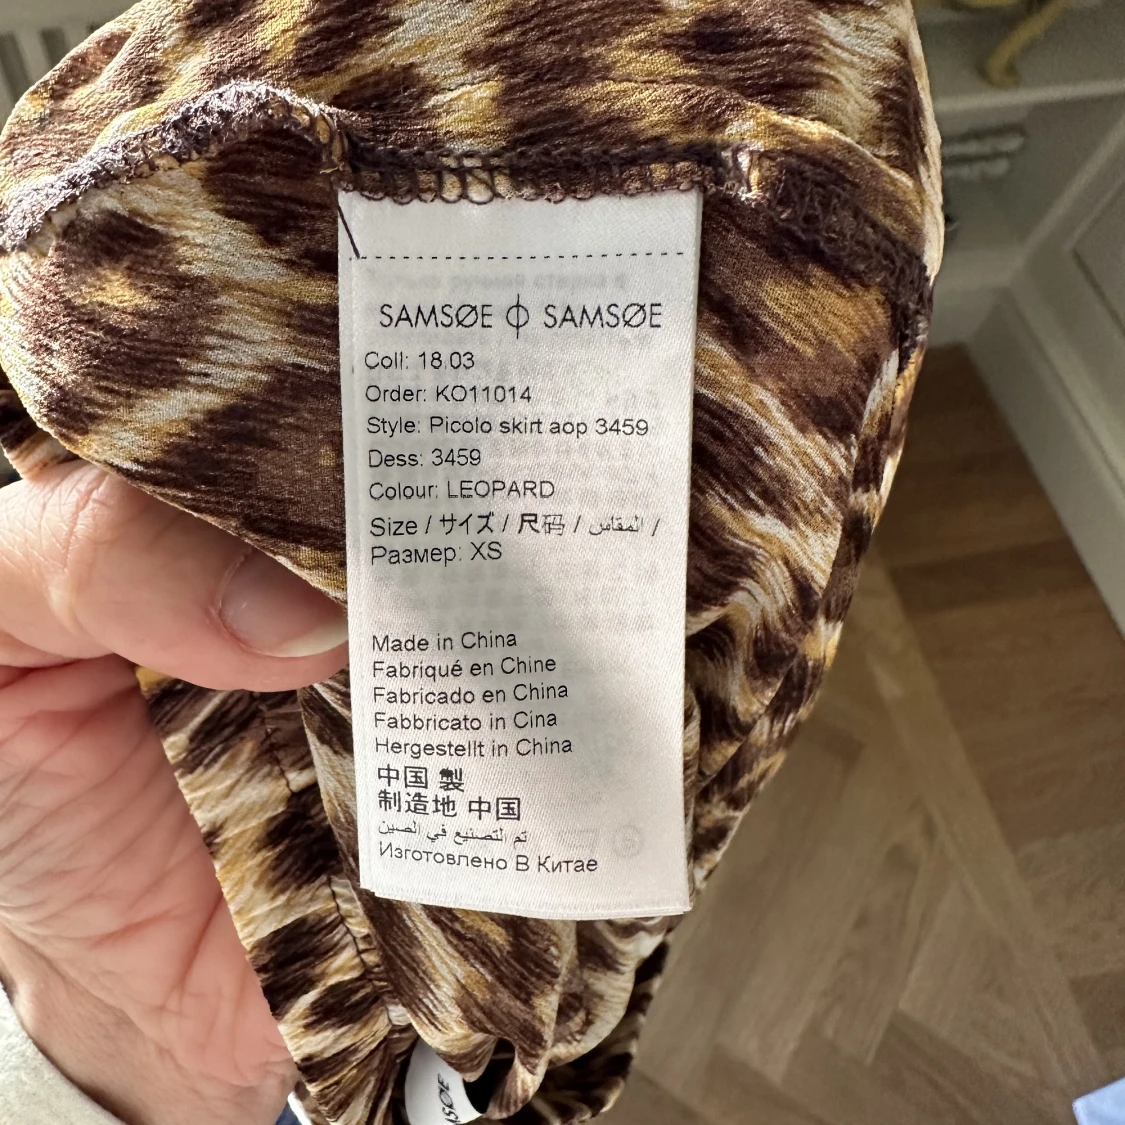 SAMSØE ϕ SAMSØE
Coll: 18.03
Order: KO11014
Style: Picolo skirt aop 3459
Dess: 3459
Colour: LEOPARD
Size / サイズ / 尺码 / المقاس /
Размер: XS
Made in China
Fabriqué en Chine
Fabricado en China
Fabbricato in Cina
Hergestellt in China
中国 製
制造地 中国
تم التصنيع في الصين
Изготовлено В Китае